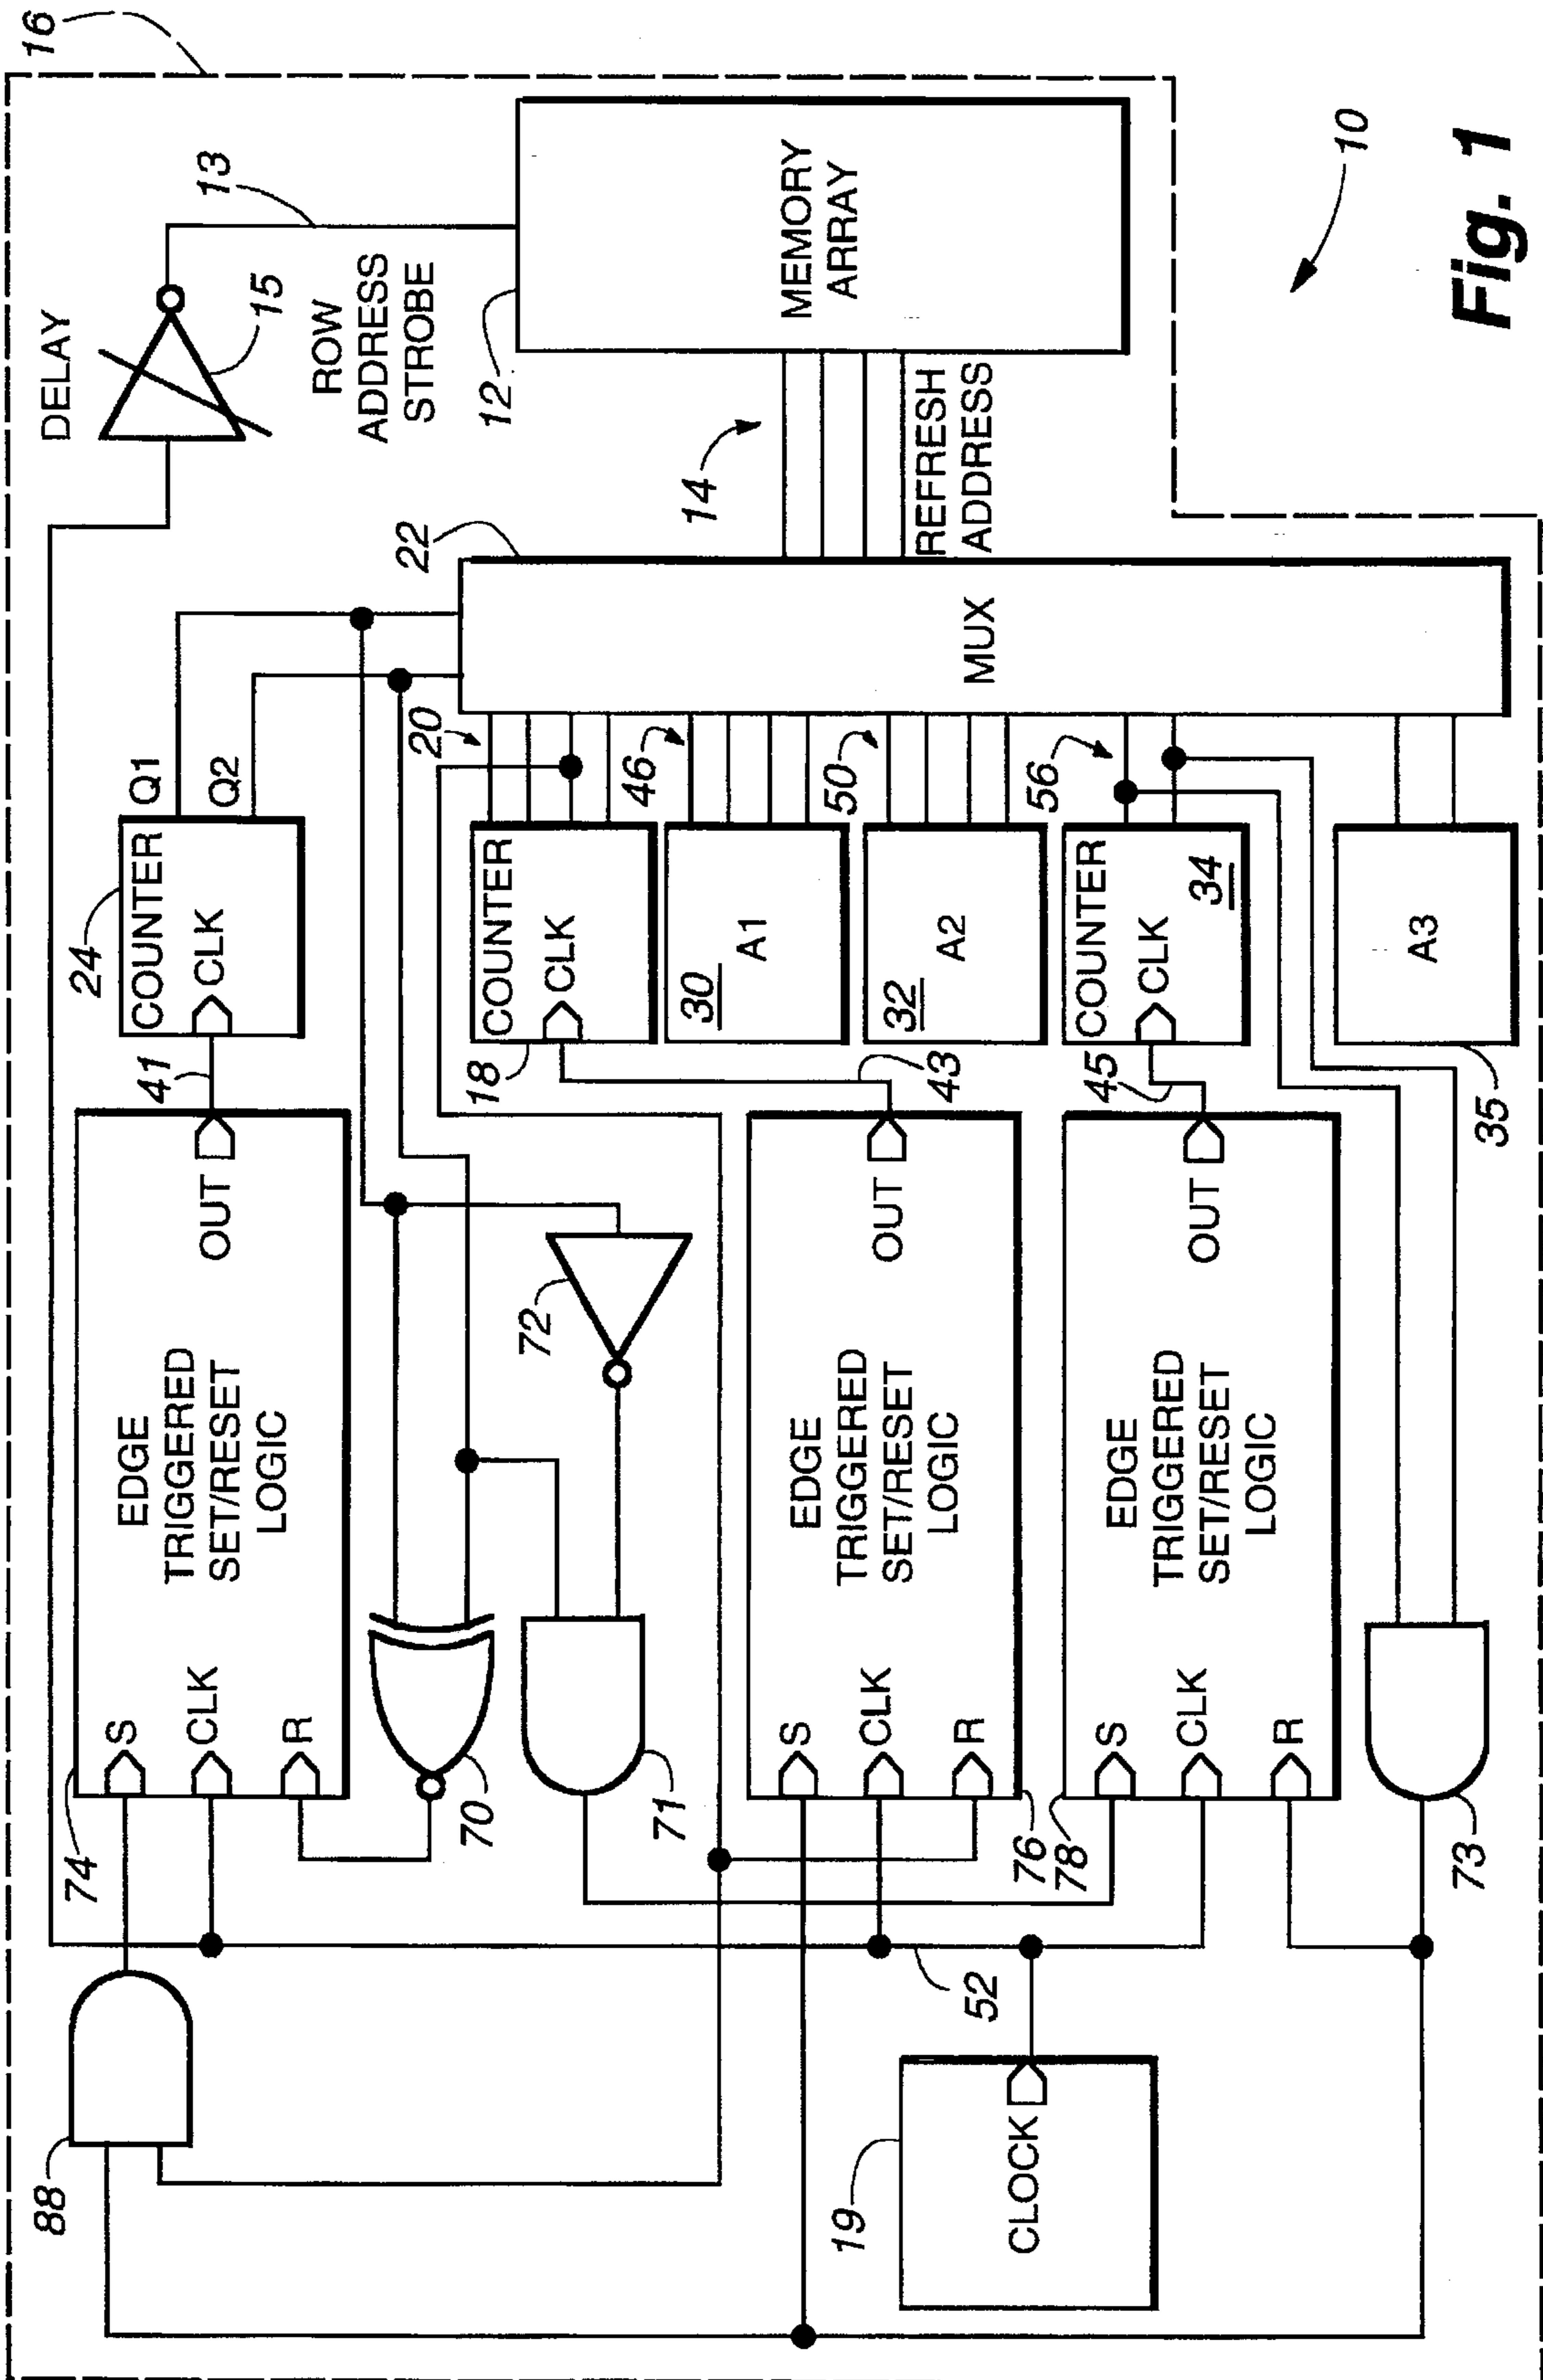 16
DELAY
15
13
ROW
ADDRESS
STROBE
12
MEMORY
ARRAY
14
REFRESH
ADDRESS
22
MUX
Q1
Q2
24
COUNTER
CLK
41
20
46
50
56
COUNTER
CLK
18
30
A1
32
A2
COUNTER
CLK
34
A3
35
43
45
74
EDGE
TRIGGERED
SET/RESET
LOGIC
S
CLK
R
OUT
70
71
72
EDGE
TRIGGERED
SET/RESET
LOGIC
S
CLK
R
OUT
76
78
EDGE
TRIGGERED
SET/RESET
LOGIC
S
CLK
R
OUT
73
88
52
19
CLOCK
10
Fig. 1